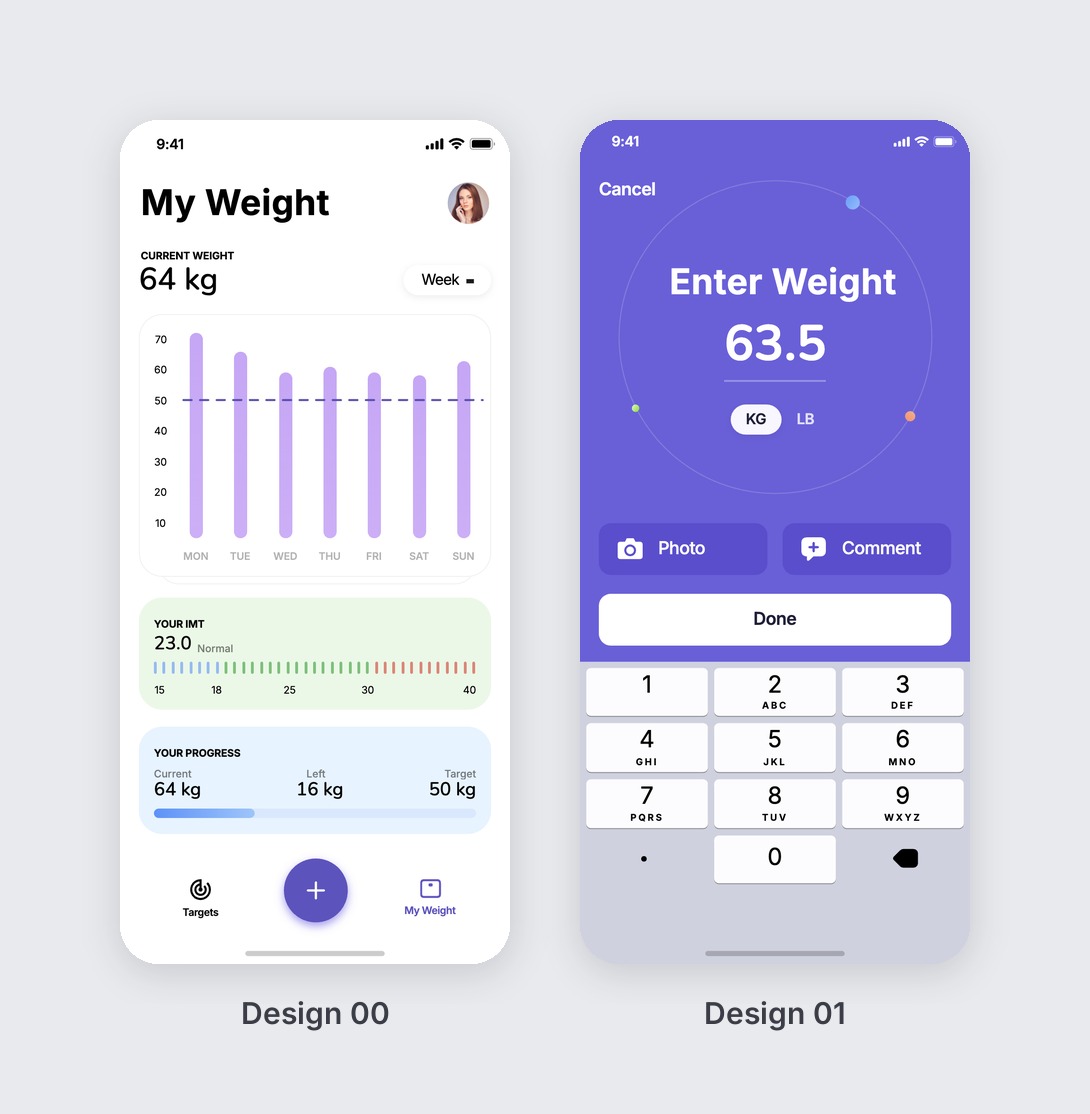 9:41
My Weight
CURRENT WEIGHT
64 kg
Week
70
60
50
40
30
20
10
MON TUE WED THU FRI SAT SUN
YOUR IMT
23.0 Normal
15 18 25 30 40
YOUR PROGRESS
Current Left Target
64 kg 16 kg 50 kg
Targets
My Weight
Design 00
9:41
Cancel
Enter Weight
63.5
KG LB
Photo Comment
Done
1 2 3
ABC DEF
4 5 6
GHI JKL MNO
7 8 9
PQRS TUV WXYZ
. 0
Design 01